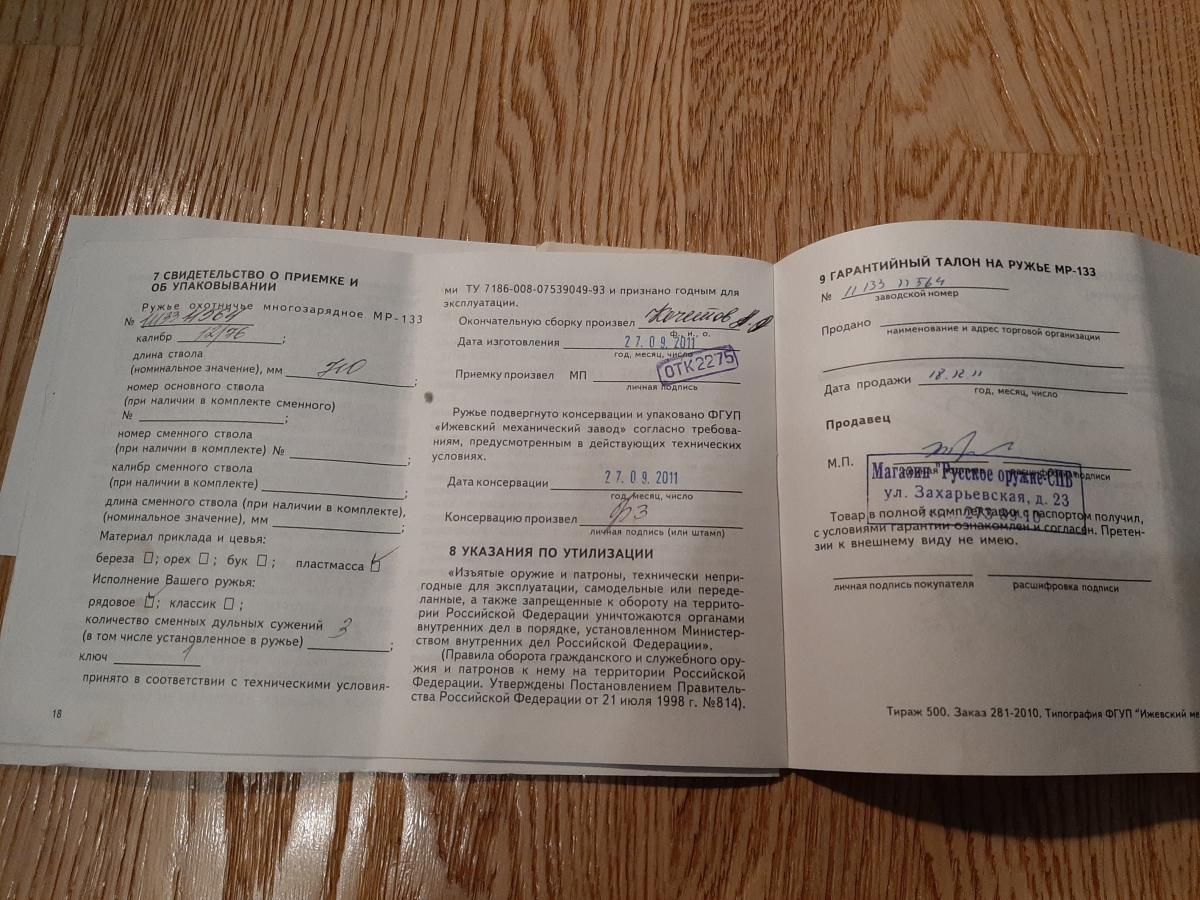 7 СВИДЕТЕЛЬСТВО О ПРИЕМКЕ И
ОБ УПАКОВЫВАНИИ
Ружье охотничье многозарядное МР-133
№
калибр 12/76 ;
длина ствола
(номинальное значение), мм ;
номер основного ствола
(при наличии в комплекте сменного)
№ ;
номер сменного ствола
(при наличии в комплекте) № ;
калибр сменного ствола
(при наличии в комплекте) ;
длина сменного ствола (при наличии в комплекте),
(номинальное значение), мм ;
Материал приклада и цевья:
береза ; орех ; бук ; пластмасса
Исполнение Вашего ружья:
рядовое ; классик ;
количество сменных дульных сужений
(в том числе установленное в ружье) 3 ;
ключ 1
принято в соответствии с техническими условия-
18
ми ТУ 7186-008-07539049-93 и признано годным для
эксплуатации.
Окончательную сборку произвел
ф., и., о.
Дата изготовления 27.09.2011
год, месяц, число
Приемку произвел МП ОТК2275
личная подпись
Ружье подвергнуто консервации и упаковано ФГУП
«Ижевский механический завод» согласно требова-
ниям, предусмотренным в действующих технических
условиях.
Дата консервации 27.09.2011
год, месяц, число
Консервацию произвел
личная подпись (или штамп)
8 УКАЗАНИЯ ПО УТИЛИЗАЦИИ
«Изъятые оружие и патроны, технически непри-
годные для эксплуатации, самодельные или переде-
ланные, а также запрещенные к обороту на террито-
рии Российской Федерации уничтожаются органами
внутренних дел в порядке, установленном Министер-
ством внутренних дел Российской Федерации».
(Правила оборота гражданского и служебного ору-
жия и патронов к нему на территории Российской
Федерации. Утверждены Постановлением Правитель-
ства Российской Федерации от 21 июля 1998 г. №814).
9 ГАРАНТИЙНЫЙ ТАЛОН НА РУЖЬЕ МР-133
№ 11 133 11564
заводской номер
Продано
наименование и адрес торговой организации
Дата продажи 18.12.11
год, месяц, число
Продавец
М.П.
расшифровка подписи
Магазин "Русское оружие-СПБ"
ул. Захарьевская, д. 23
тел. 273-89-10
Товар в полной комплектации с паспортом получил,
с условиями гарантии ознакомлен и согласен. Претен-
зии к внешнему виду не имею.
личная подпись покупателя расшифровка подписи
Тираж 500. Заказ 281-2010. Типография ФГУП "Ижевский ме